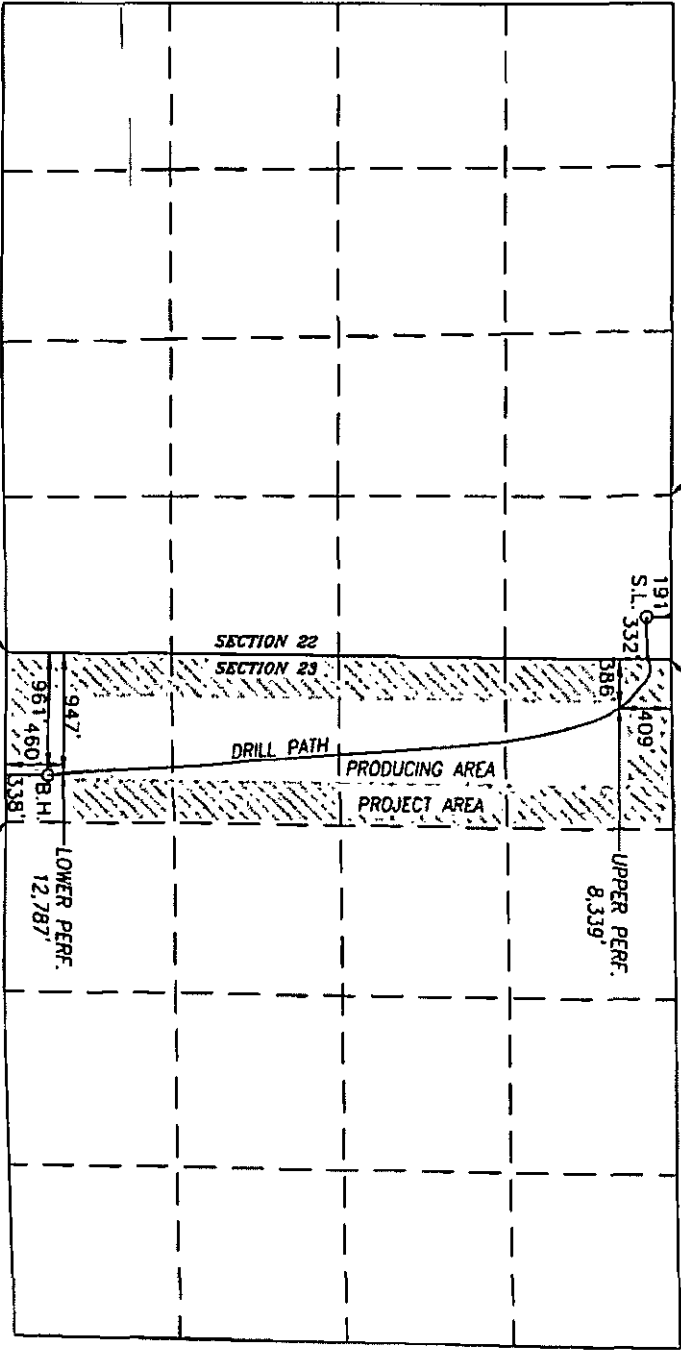 191'
S.L. 332'
SECTION 22
SECTION 23
386'
409'
UPPER PERF.
8,339'
DRILL PATH
PRODUCING AREA
PROJECT AREA
947'
961' 460'
B.H.
338'
LOWER PERF.
12,787'